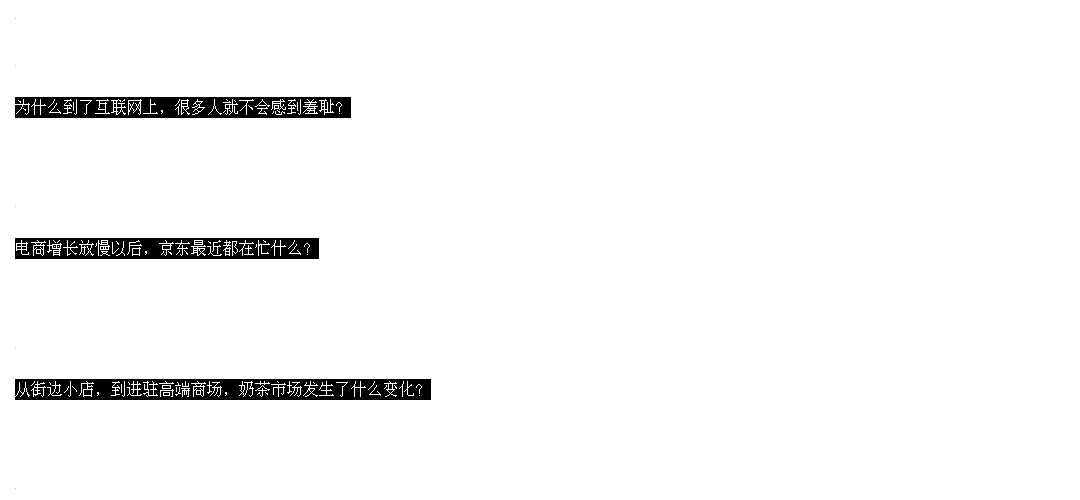 为什么到了互联网上，很多人就不会感到羞耻？
电商增长放慢以后，京东最近都在忙什么？
从街边小店，到进驻高端商场，奶茶市场发生了什么变化？